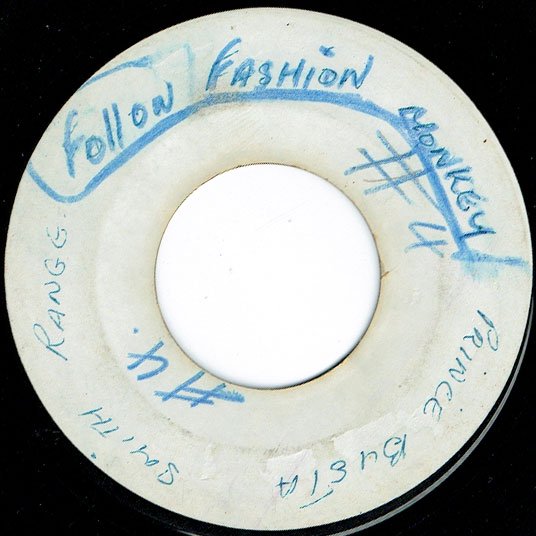 Follow FASHION MONKEY
#4
PRINCE BUSTA
SMITH RANGE
#4.